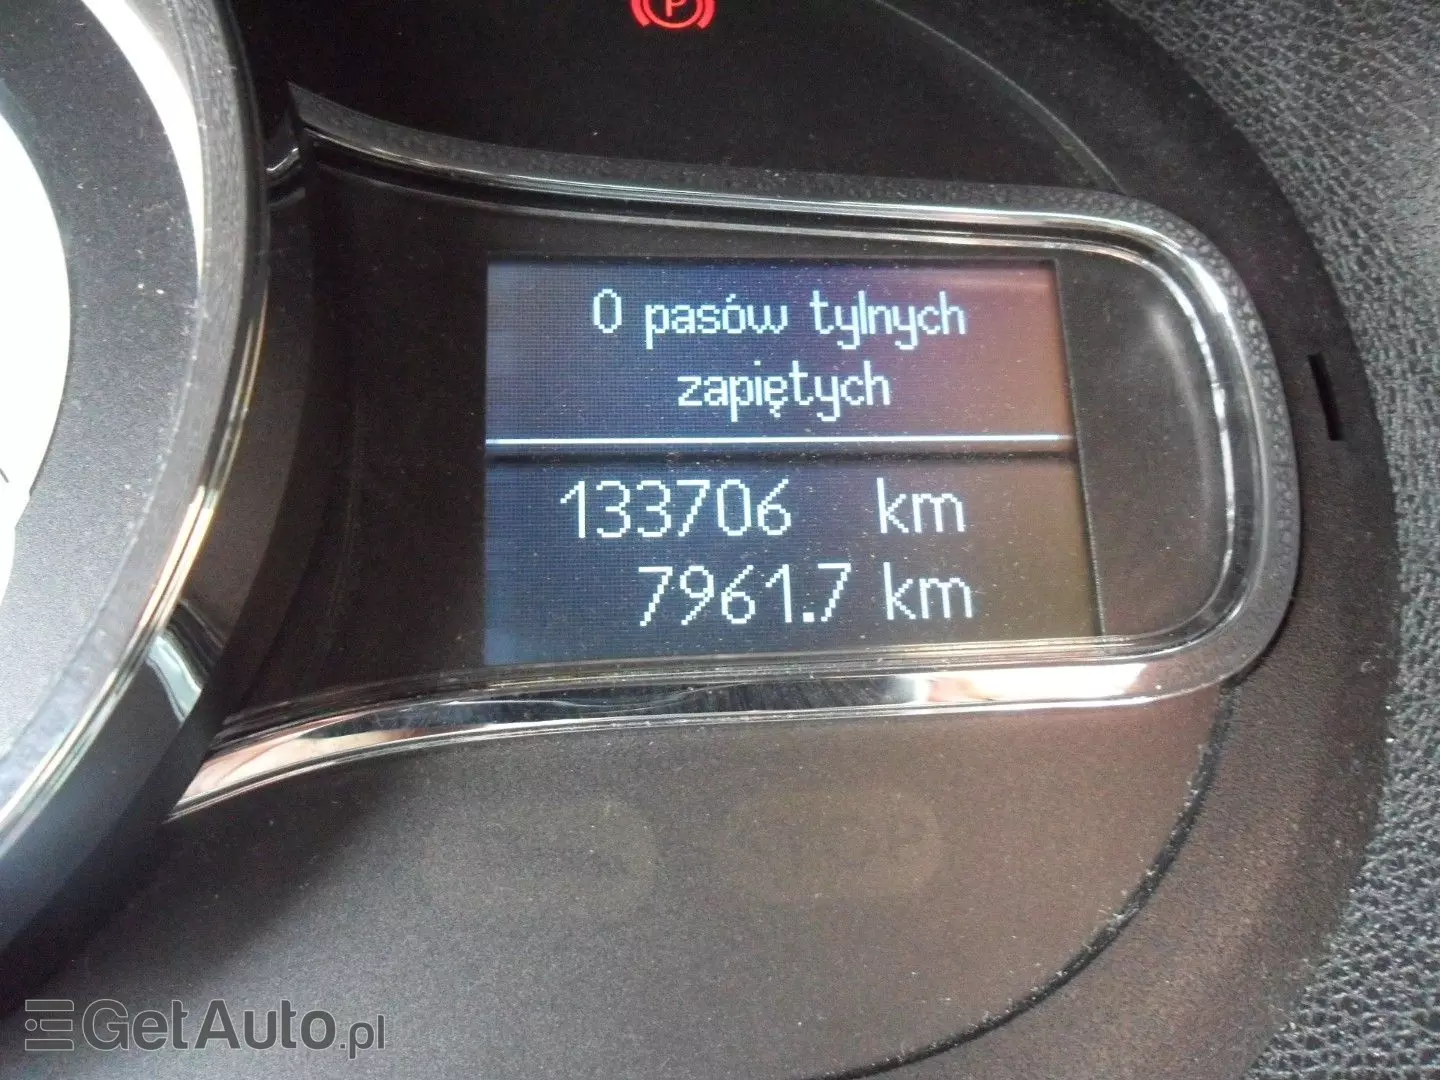 P
0 pasów tylnych
zapiętych
133706 km
7961.7 km
GetAuto.pl